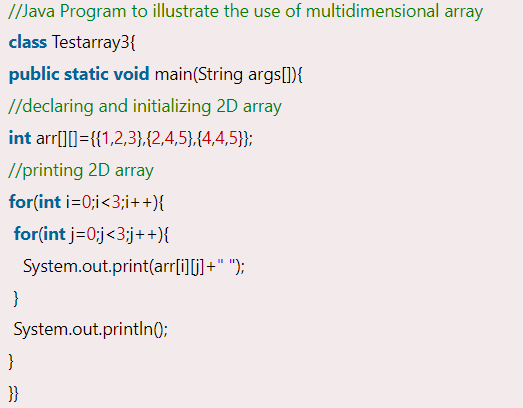 //Java Program to illustrate the use of multidimensional array
class Testarray3{
public static void main(String args[]){
//declaring and initializing 2D array
int arr[][]={{1,2,3},{2,4,5},{4,4,5}};
//printing 2D array
for(int i=0;i<3;i++){
for(int j=0;j<3;j++){
System.out.print(arr[i][j]+" ");
}
System.out.println();
}
}}